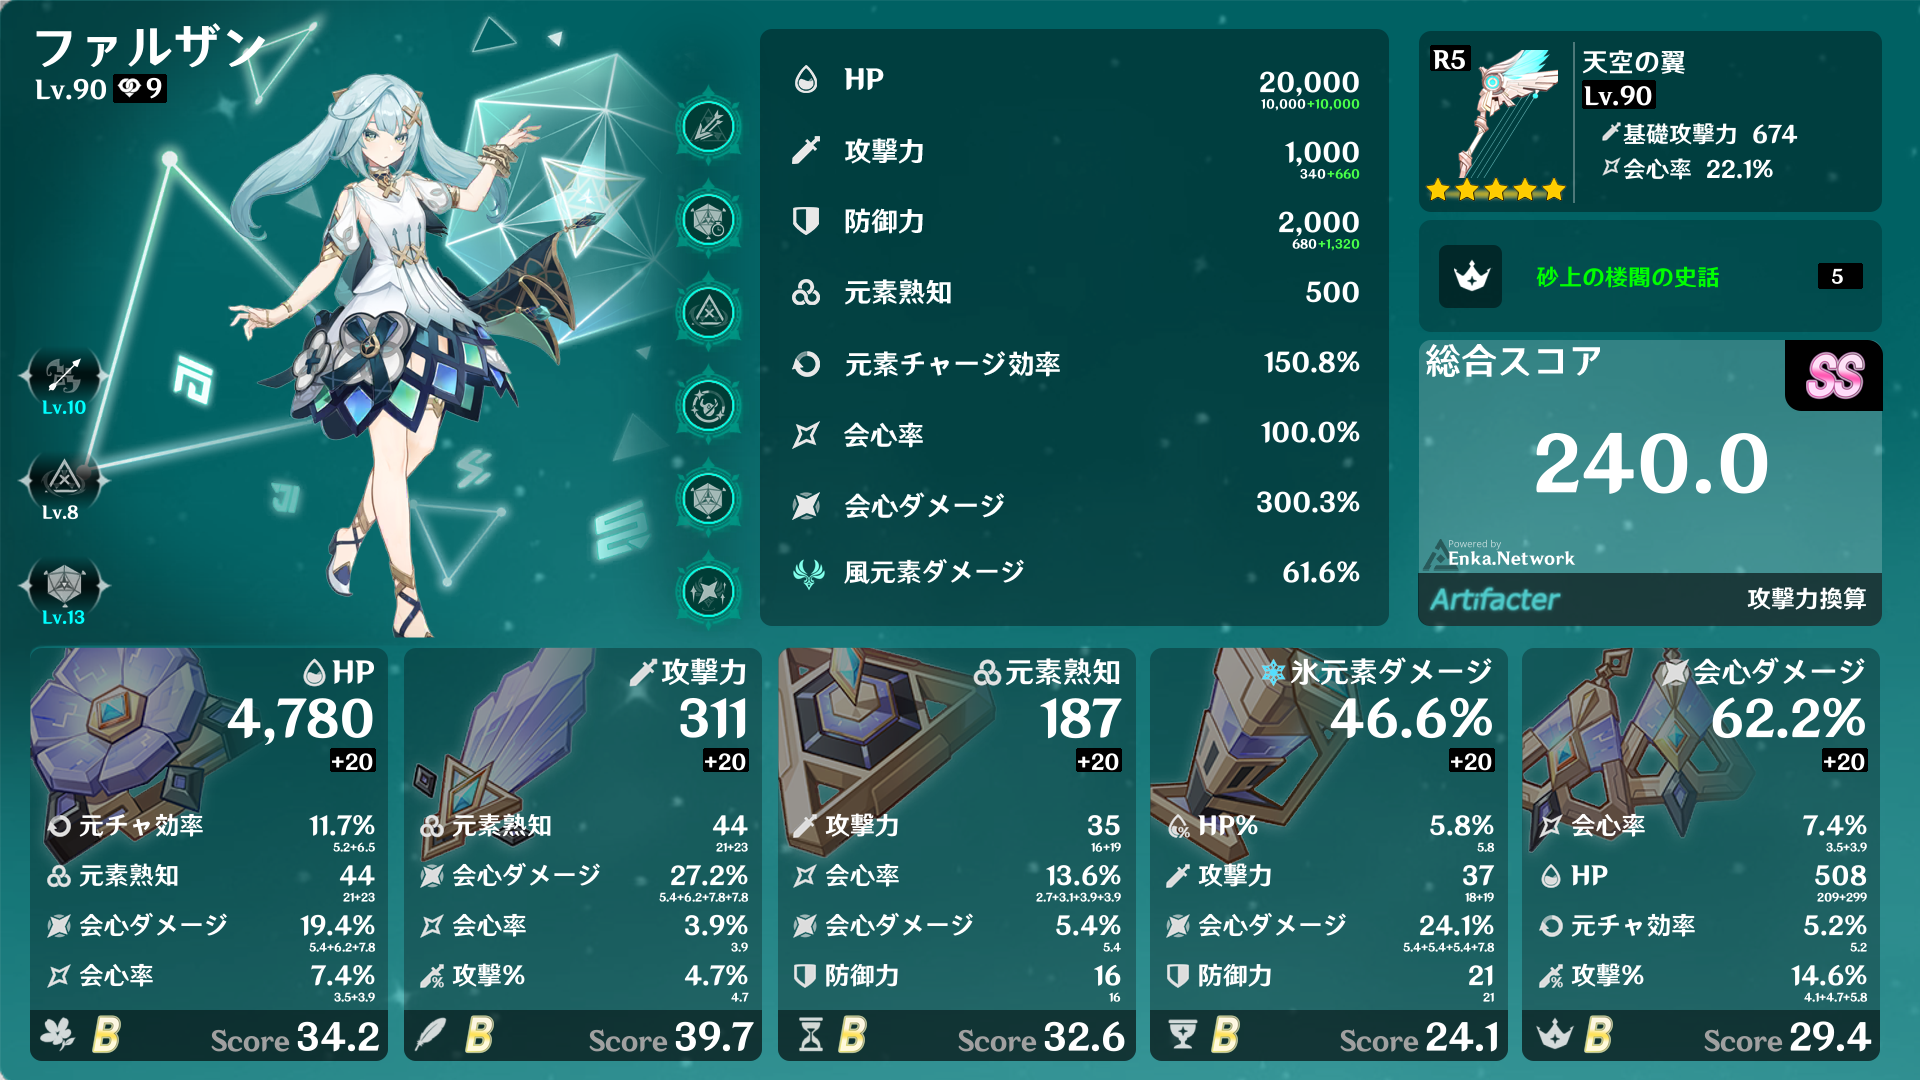 ファルザン
Lv.90 9
Lv.10
Lv.8
Lv.13
HP 20,000
10,000+10,000
攻撃力 1,000
340+660
防御力 2,000
680+1,320
元素熟知 500
元素チャージ効率 150.8%
会心率 100.0%
会心ダメージ 300.3%
風元素ダメージ 61.6%
R5
天空の翼
Lv.90
基礎攻撃力 674
会心率 22.1%
砂上の楼閣の史話 5
総合スコア SS
240.0
Powered by
Enka.Network
Artifacter 攻撃力換算
HP
4,780
+20
元チャ効率 11.7%
5.2+6.5
元素熟知 44
21+23
会心ダメージ 19.4%
5.4+6.2+7.8
会心率 7.4%
3.5+3.9
B Score 34.2
攻撃力
311
+20
元素熟知 44
21+23
会心ダメージ 27.2%
5.4+6.2+7.8+7.8
会心率 3.9%
3.9
攻撃% 4.7%
4.7
B Score 39.7
元素熟知
187
+20
攻撃力 35
16+19
会心率 13.6%
2.7+3.1+3.9+3.9
会心ダメージ 5.4%
5.4
防御力 16
16
B Score 32.6
氷元素ダメージ
46.6%
+20
HP% 5.8%
5.8
攻撃力 37
18+19
会心ダメージ 24.1%
5.4+5.4+5.4+7.8
防御力 21
21
B Score 24.1
会心ダメージ
62.2%
+20
会心率 7.4%
3.5+3.9
HP 508
209+299
元チャ効率 5.2%
5.2
攻撃% 14.6%
4.1+4.7+5.8
B Score 29.4